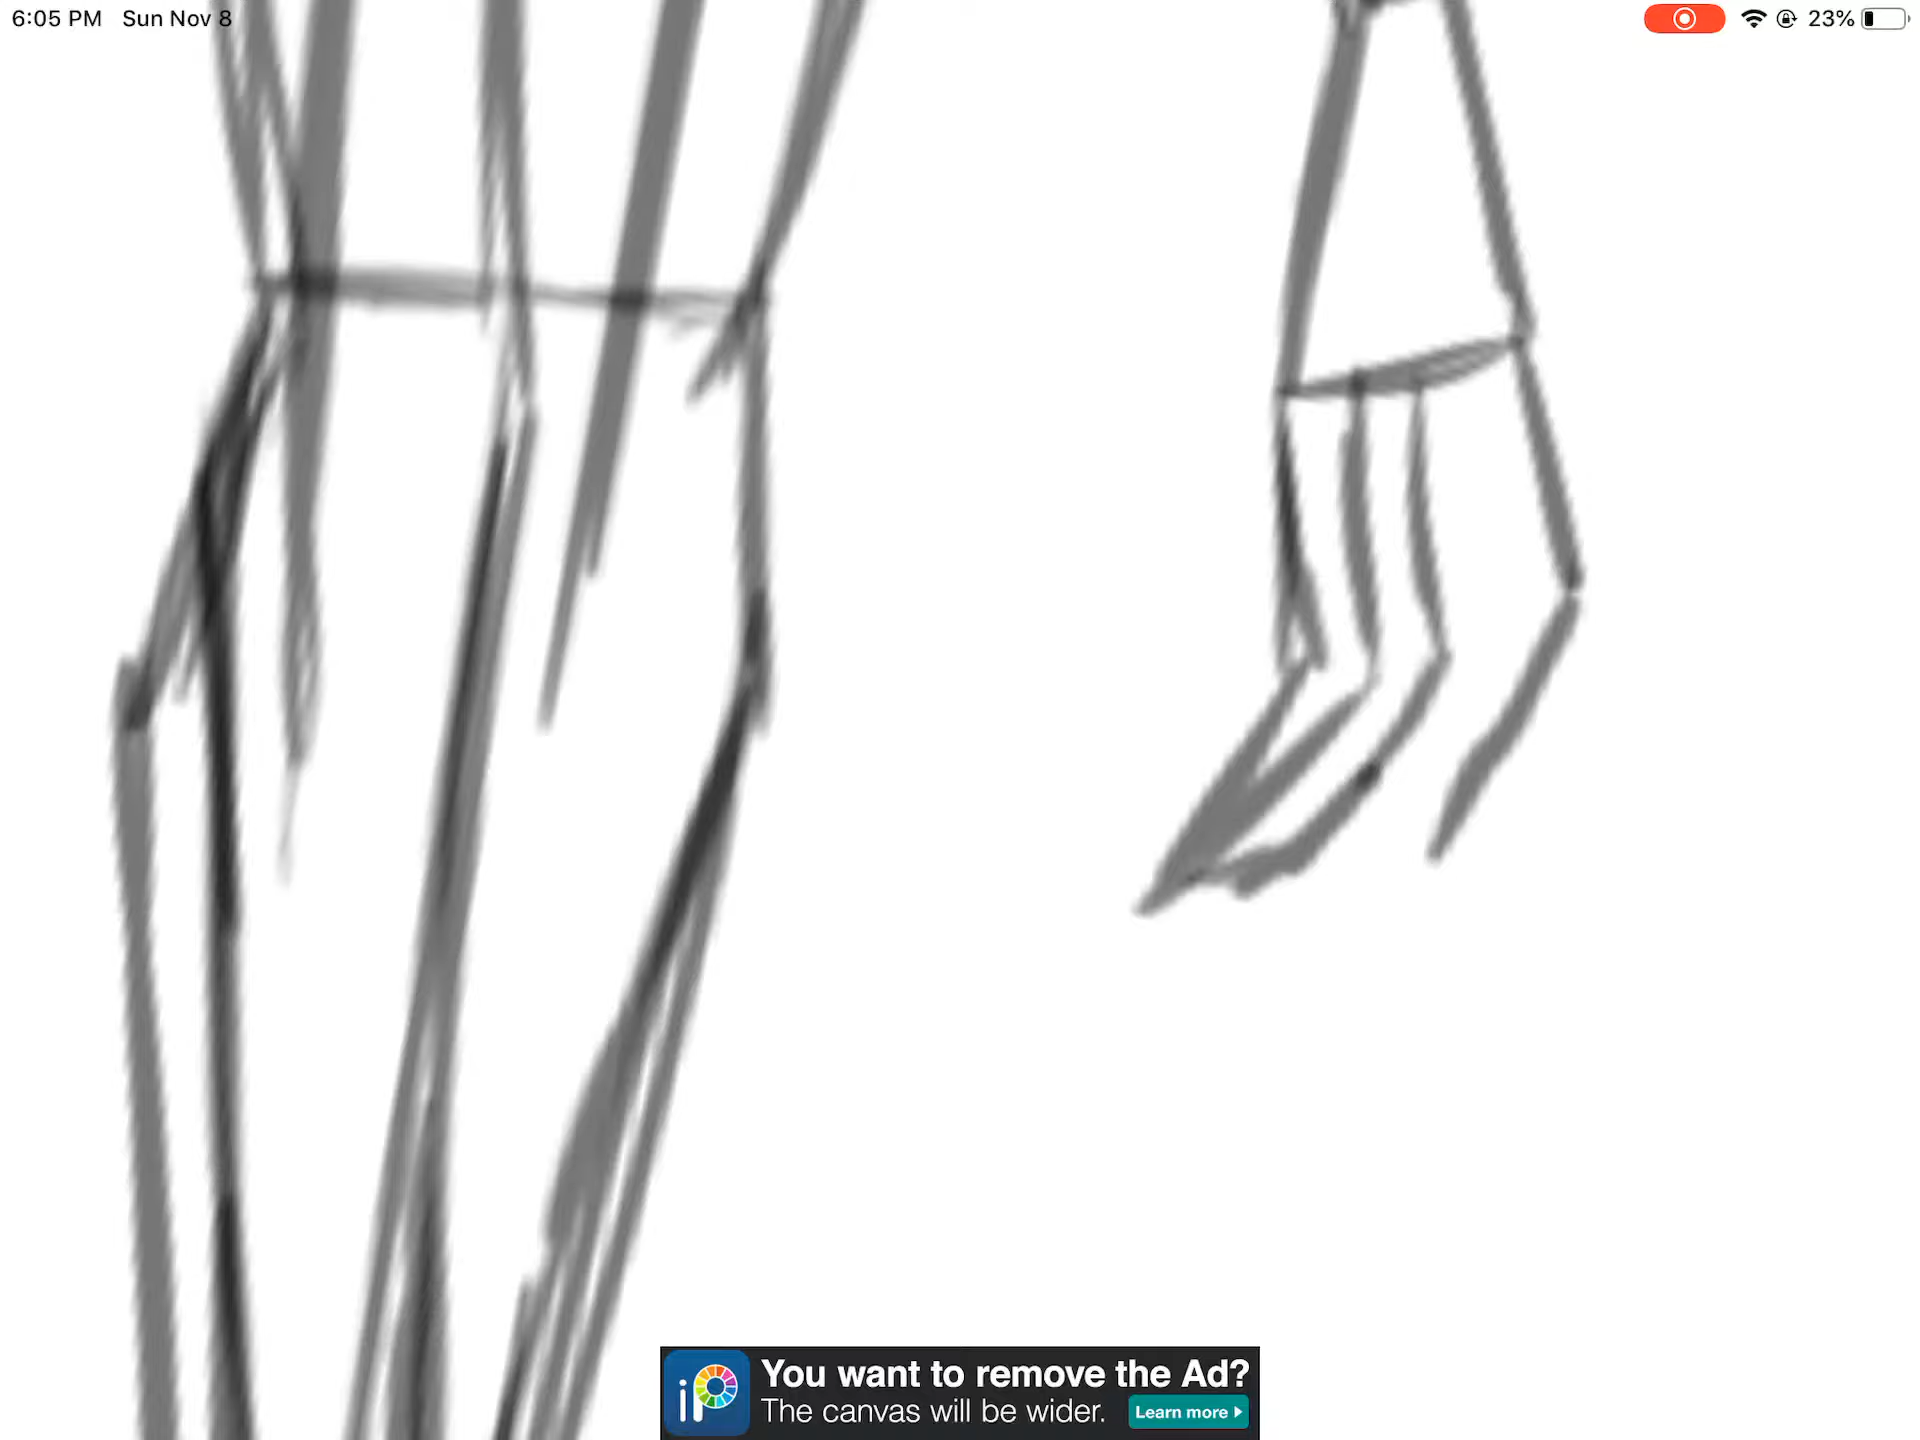 6:05 PM Sun Nov 8 23%
iP
You want to remove the Ad?
The canvas will be wider.
Learn more